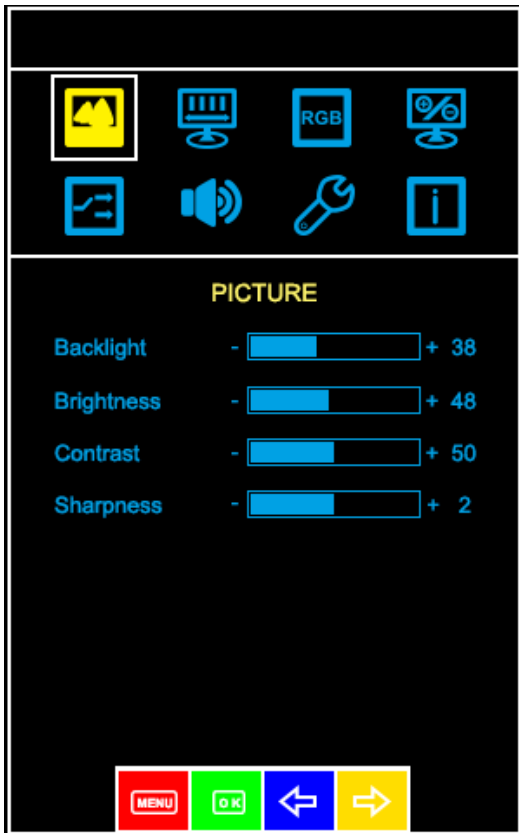 RGB
PICTURE
Backlight - + 38
Brightness - + 48
Contrast - + 50
Sharpness - + 2
MENU OK